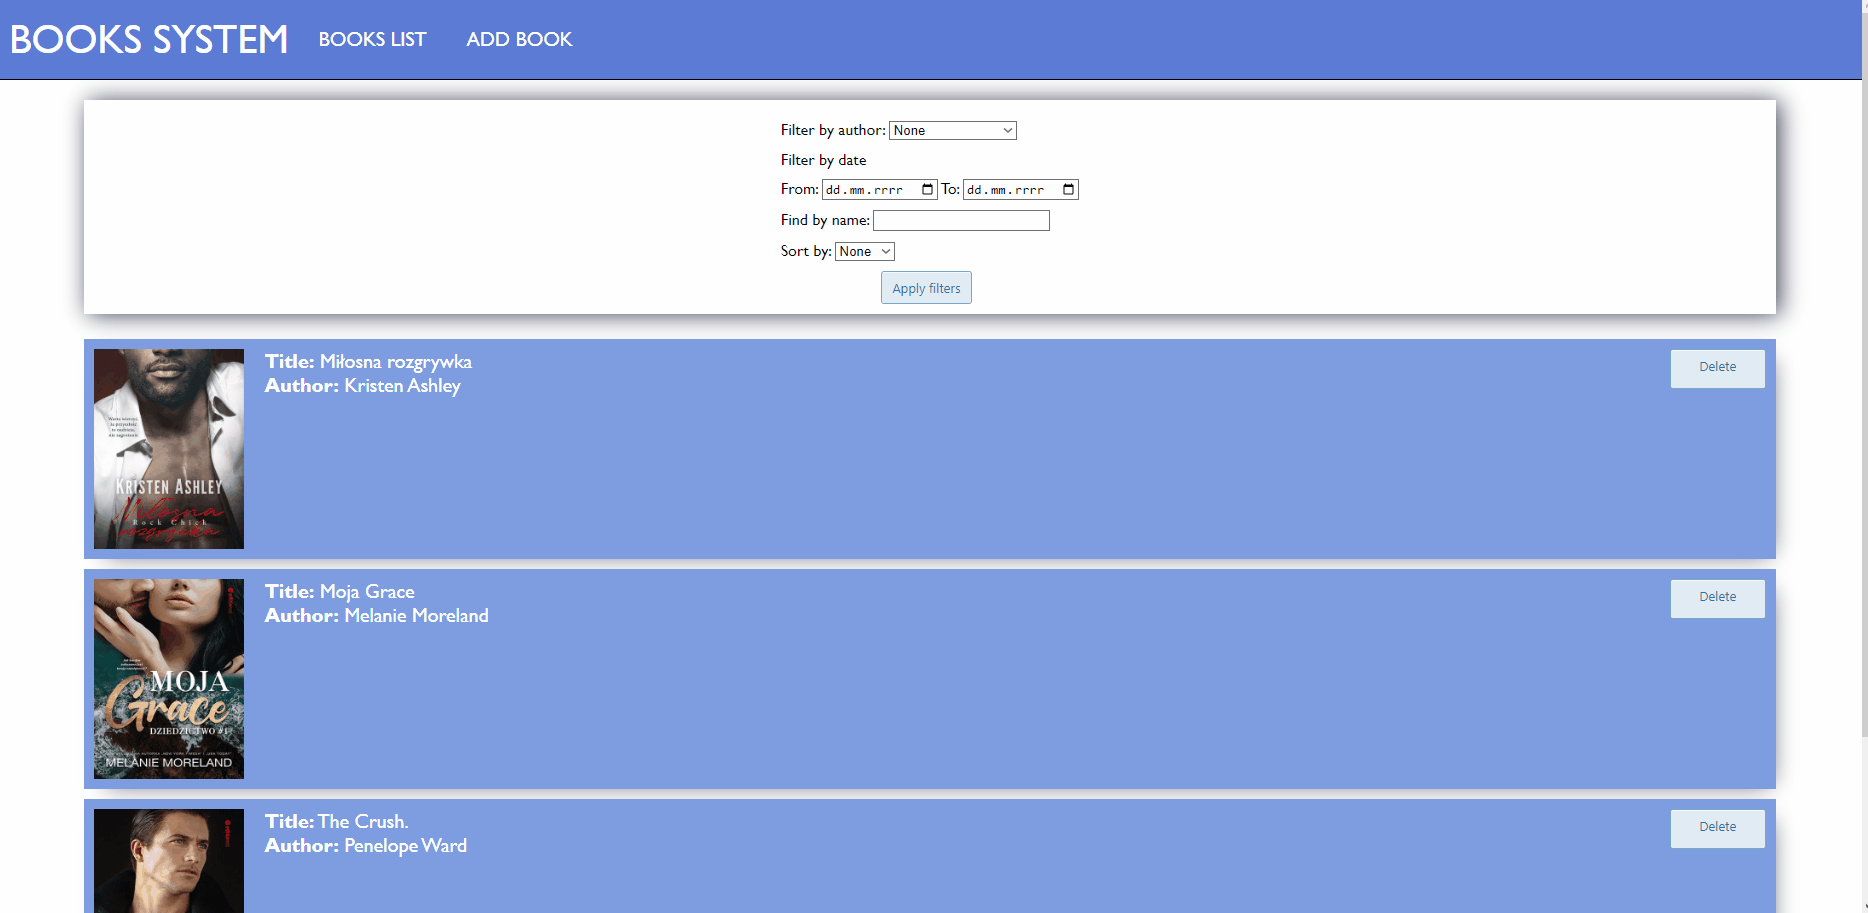 BOOKS SYSTEM BOOKS LIST ADD BOOK
Filter by author: None
Filter by date
From: dd.mm.rrrr To: dd.mm.rrrr
Find by name:
Sort by: None
Apply filters
Title: Miłosna rozgrywka
Author: Kristen Ashley
Delete
KRISTEN ASHLEY
Miłosna
Rock Chick
rozgrywka
Title: Moja Grace
Author: Melanie Moreland
Delete
MOJA
Grace
DZIEDZICTWO #1
MELANIE MORELAND
Title: The Crush.
Author: Penelope Ward
Delete